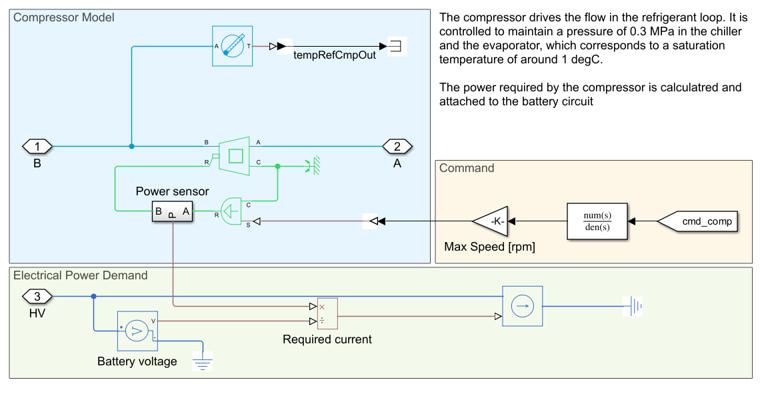 Compressor Model
The compressor drives the flow in the refrigerant loop. It is
controlled to maintain a pressure of 0.3 MPa in the chiller
and the evaporator, which corresponds to a saturation
temperature of around 1 degC.
The power required by the compressor is calculatred and
attached to the battery circuit
A T
tempRefCmpOut
1
B
B A
R C
2
A
Power sensor
B P A
R C
S
Command
-K-
Max Speed [rpm]
num(s)
den(s)
cmd_comp
Electrical Power Demand
3
HV
+ V -
V
Battery voltage
×
÷
Required current